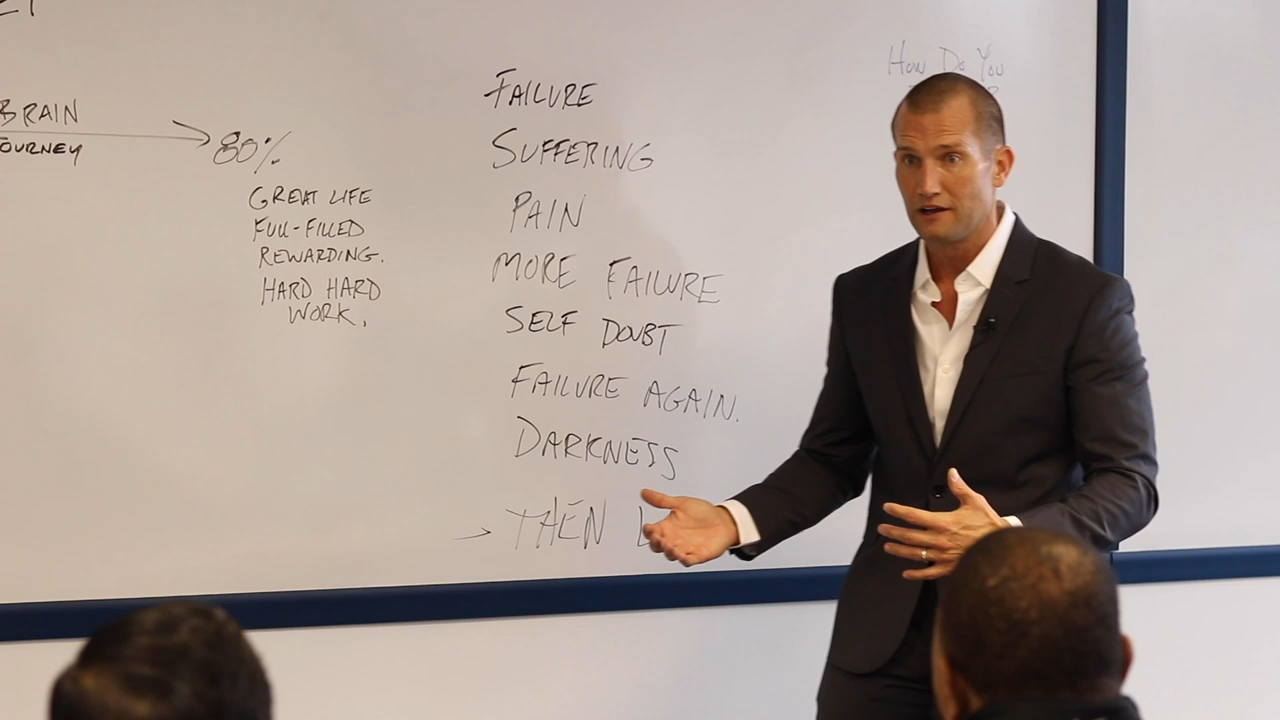 BRAIN
OURNEY
80%
GREAT LIFE
FULL-FILLED
REWARDING.
HARD HARD
WORK.
FAILURE
SUFFERING
PAIN
MORE FAILURE
SELF DOUBT
FAILURE AGAIN.
DARKNESS
THEN
HOW DO YOU